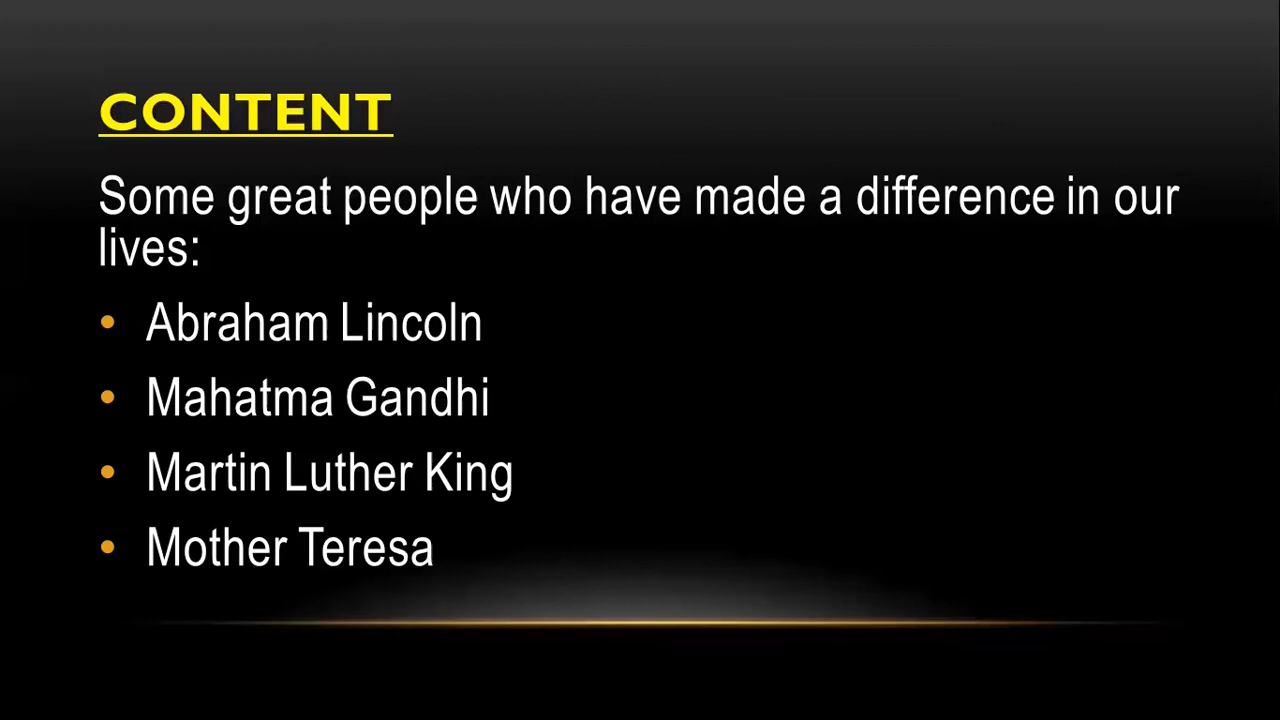 CONTENT
Some great people who have made a difference in our
lives:
• Abraham Lincoln
• Mahatma Gandhi
• Martin Luther King
• Mother Teresa